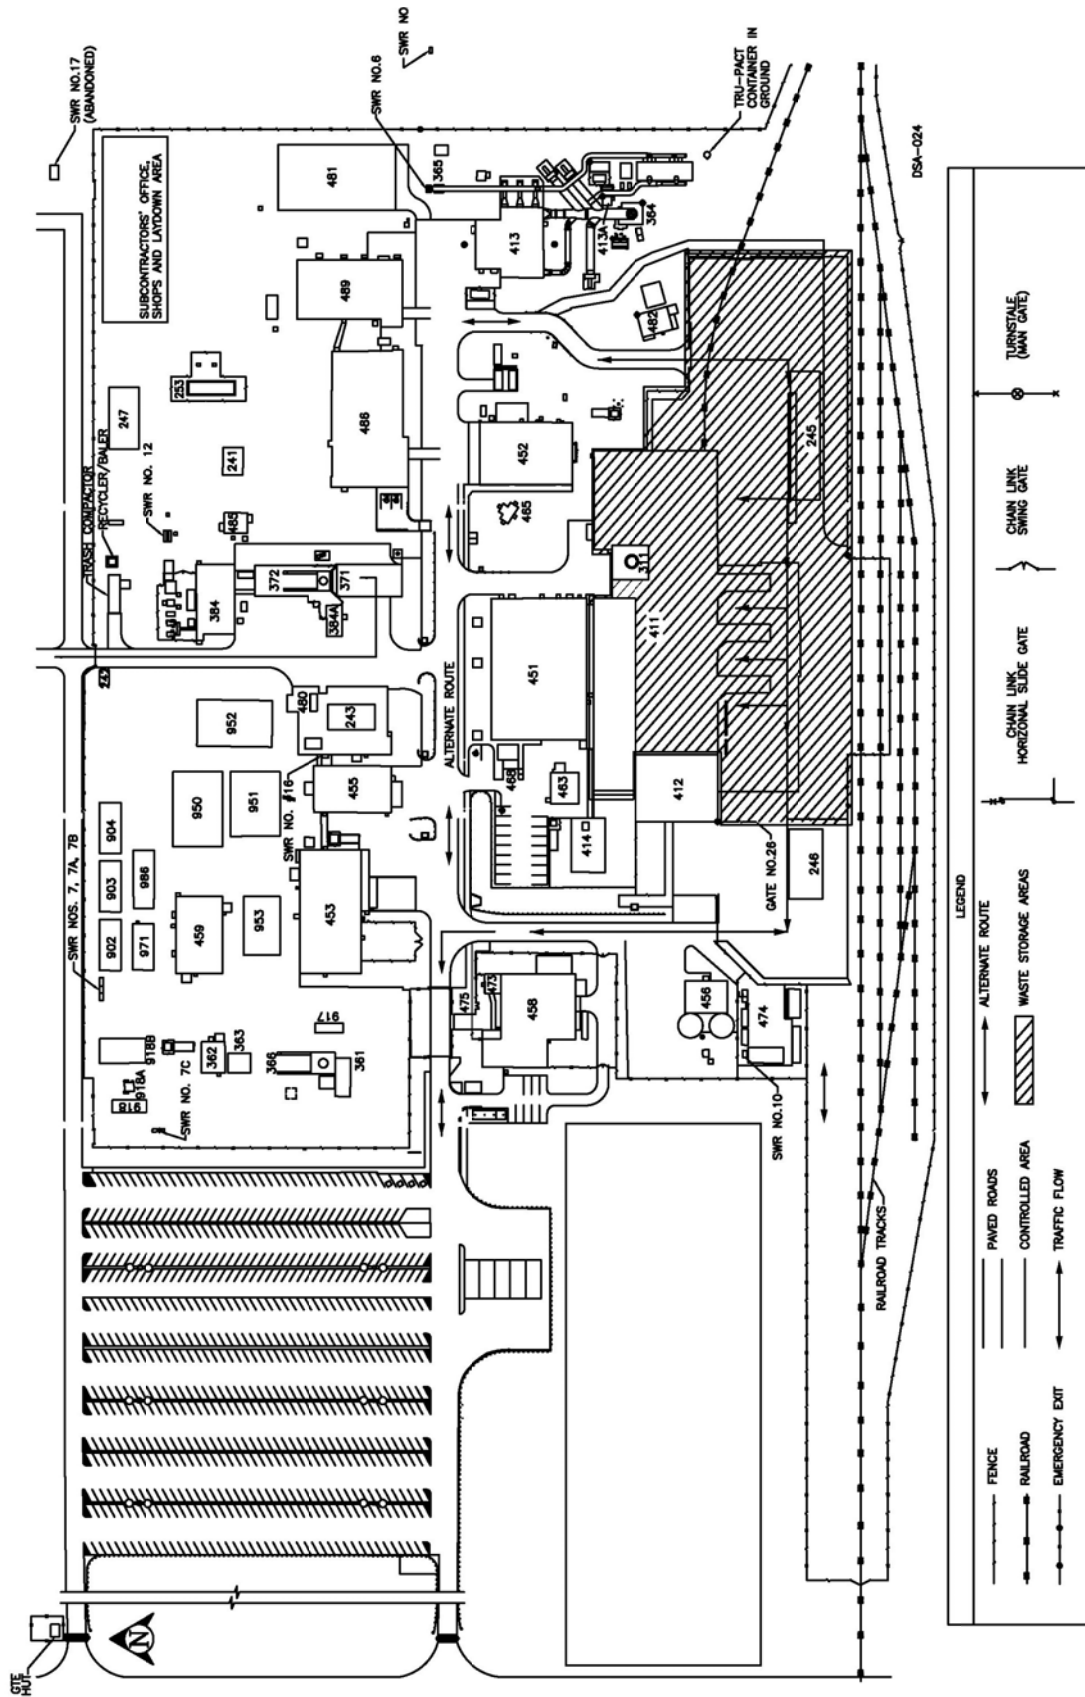 SWR NO.17
(ABANDONED)
SWR NO
SWR NO.6
SUBCONTRACTORS' OFFICE,
SHOPS AND LAYDOWN AREA
481
365
TRU-PACT
CONTAINER IN
GROUND
DSA-024
489
413
413A
364
482
253
247
241
486
452
465
245
TRASH COMPACTOR
RECYCLER/BALER
SWR NO. 12
485
384
372
371
384A
311
411
451
242
ALTERNATE ROUTE
952
480
243
468
463
412
414
950
951
SWR NO. #16
455
GATE NO.26
246
904
903
902
986
971
SWR NOS. 7, 7A, 7B
459
953
453
475
473
458
456
474
917
918B
918A
918
362
363
366
361
SWR NO. 7C
SWR NO.10
RAILROAD TRACKS
GTE
HUT
N
LEGEND
FENCE
RAILROAD
EMERGENCY EXIT
PAVED ROADS
CONTROLLED AREA
TRAFFIC FLOW
ALTERNATE ROUTE
WASTE STORAGE AREAS
CHAIN LINK
HORIZONAL SLIDE GATE
CHAIN LINK
SWING GATE
TURNSTALE
(MAN GATE)